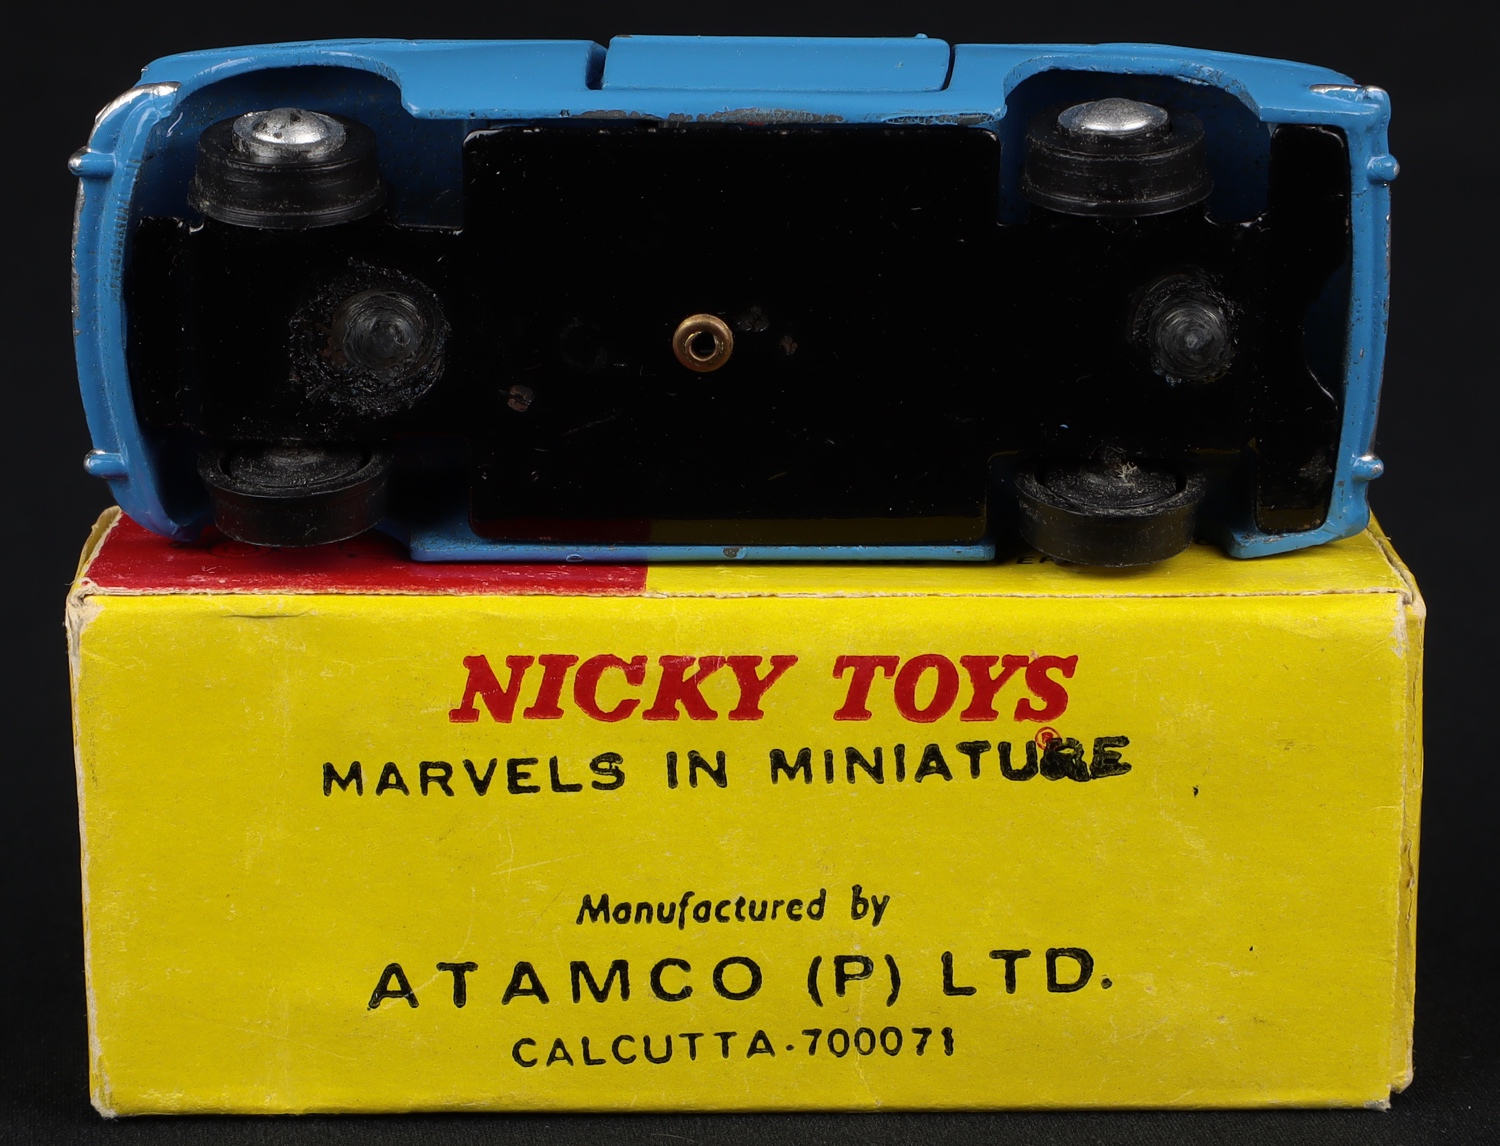 NICKY TOYS
MARVELS IN MINIATURE
Manufactured by
ATAMCO (P) LTD.
CALCUTTA-700071